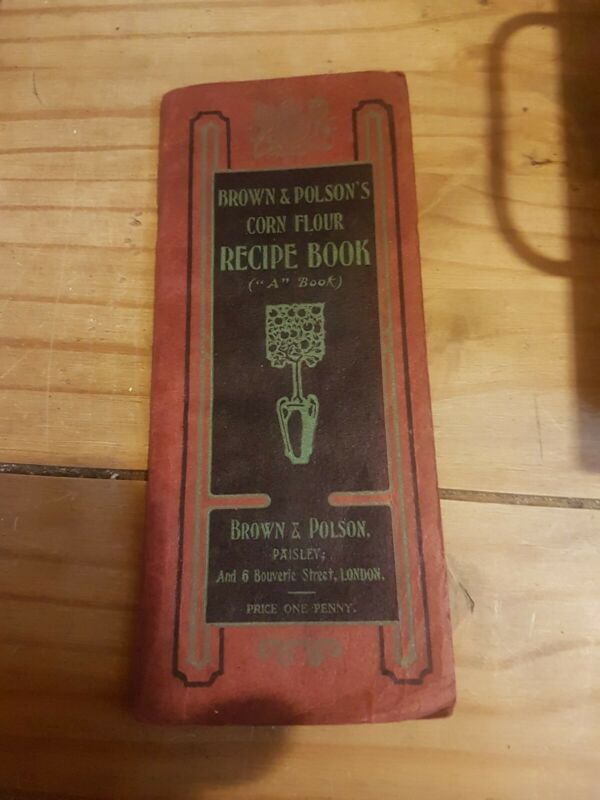 BROWN & POLSON'S
CORN FLOUR
RECIPE BOOK
("A" Book)
BROWN & POLSON,
PAISLEY;
And 6 Bouverie Street, LONDON.
PRICE ONE PENNY.